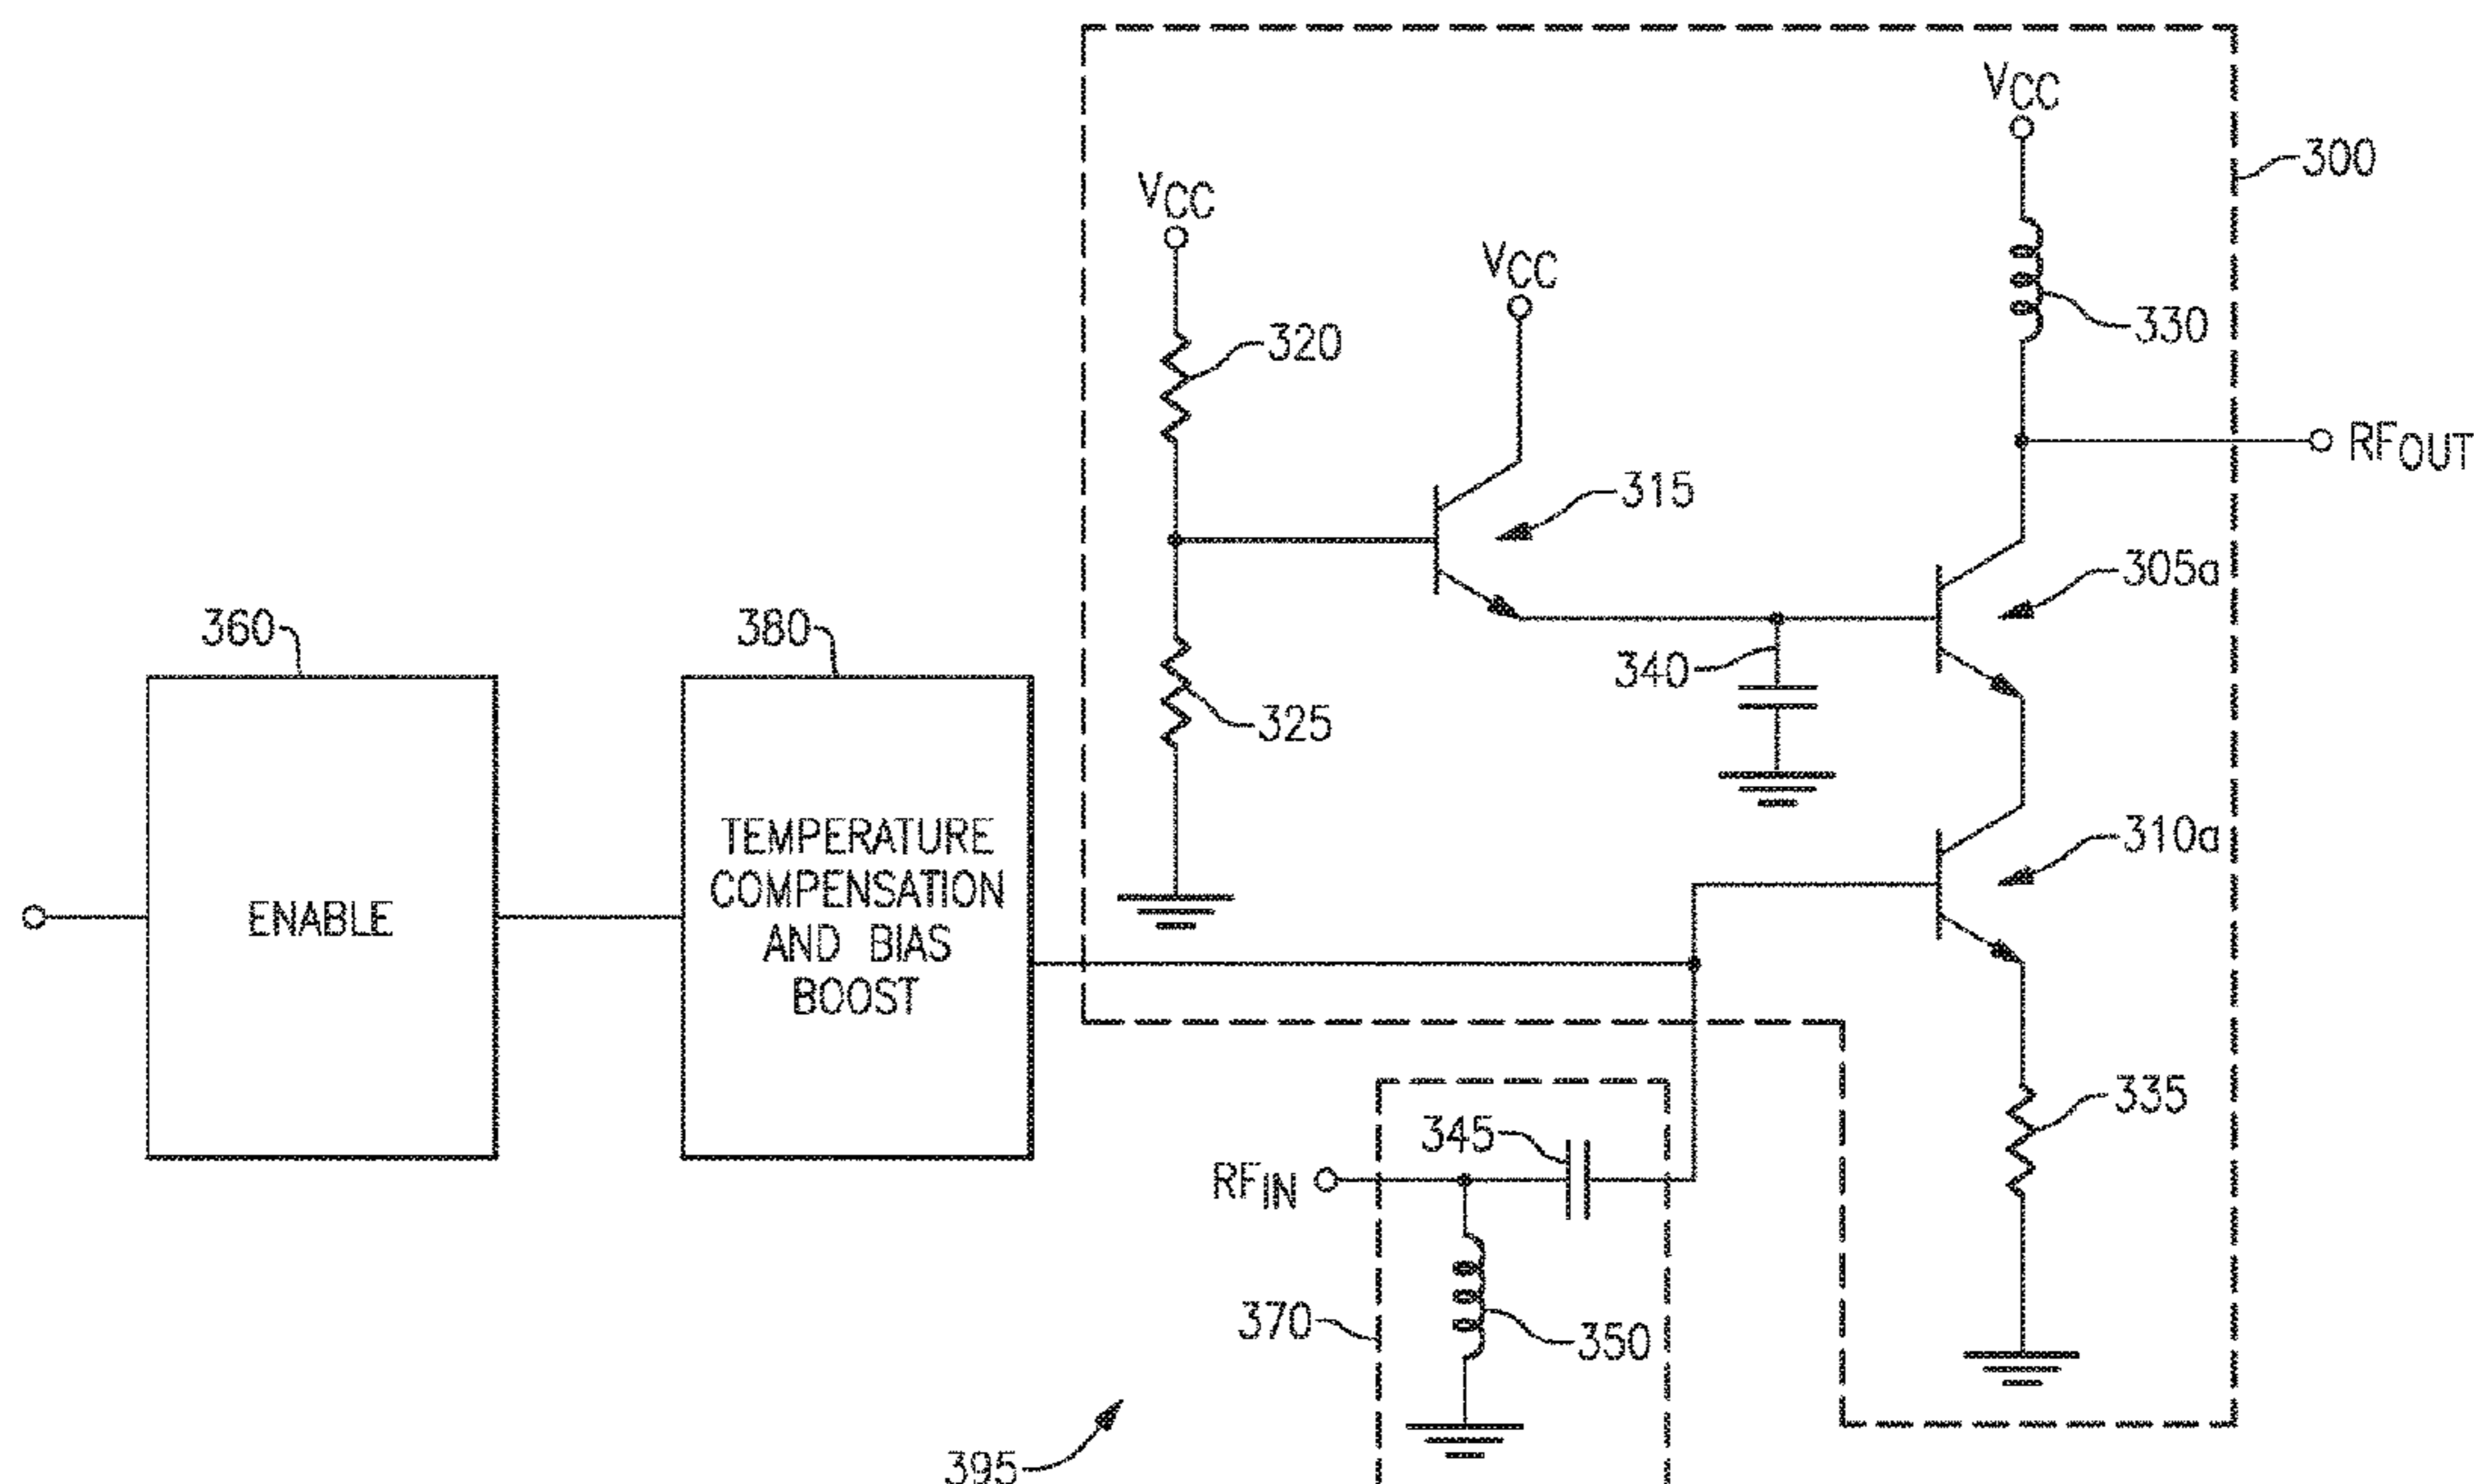 VCC
300
VCC
VCC
320
330
RFOUT
315
305a
360
380
340
325
TEMPERATURE
COMPENSATION
AND BIAS
BOOST
310a
ENABLE
335
345
RFIN
370
350
395